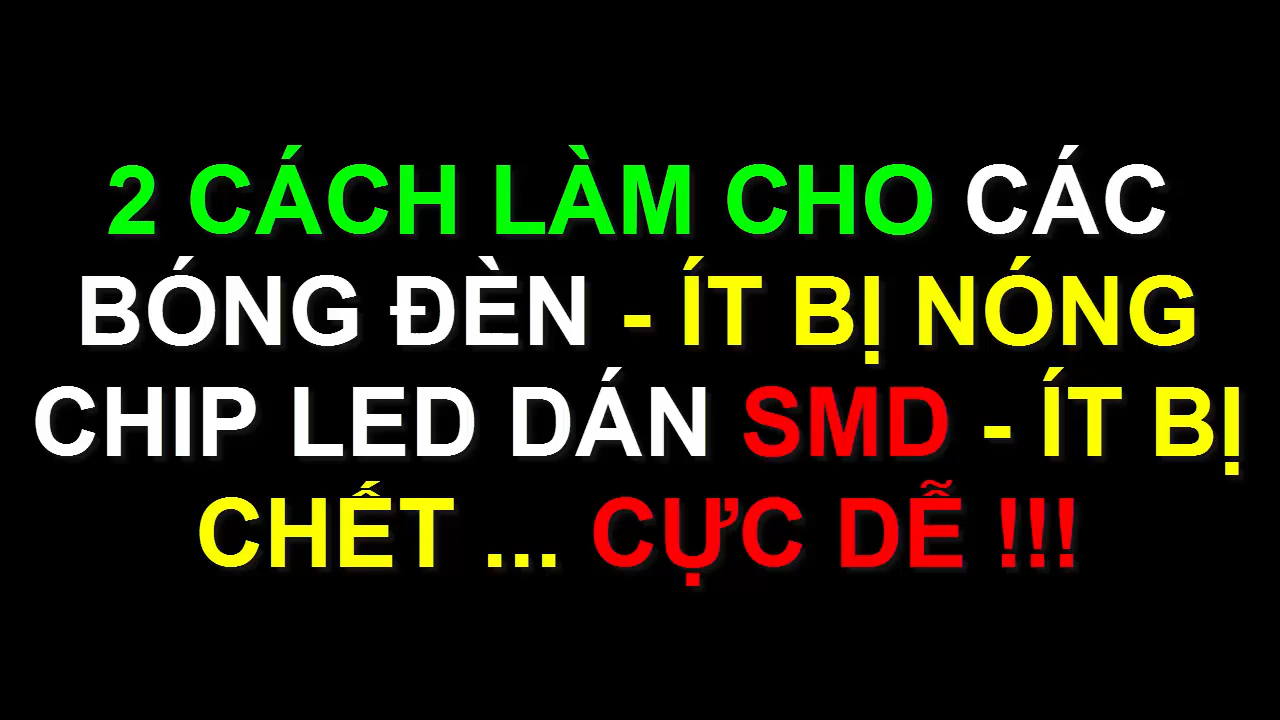 2 CÁCH LÀM CHO CÁC
BÓNG ĐÈN - ÍT BỊ NÓNG
CHIP LED DÁN SMD - ÍT BỊ
CHẾT ... CỰC DỄ !!!